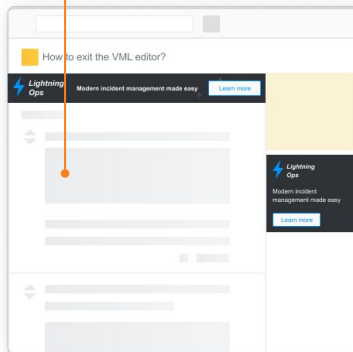 How to exit the VML editor?
Lightning
Ops
Modern incident management made easy
Learn more
Lightning
Ops
Modern incident
management made easy
Learn more